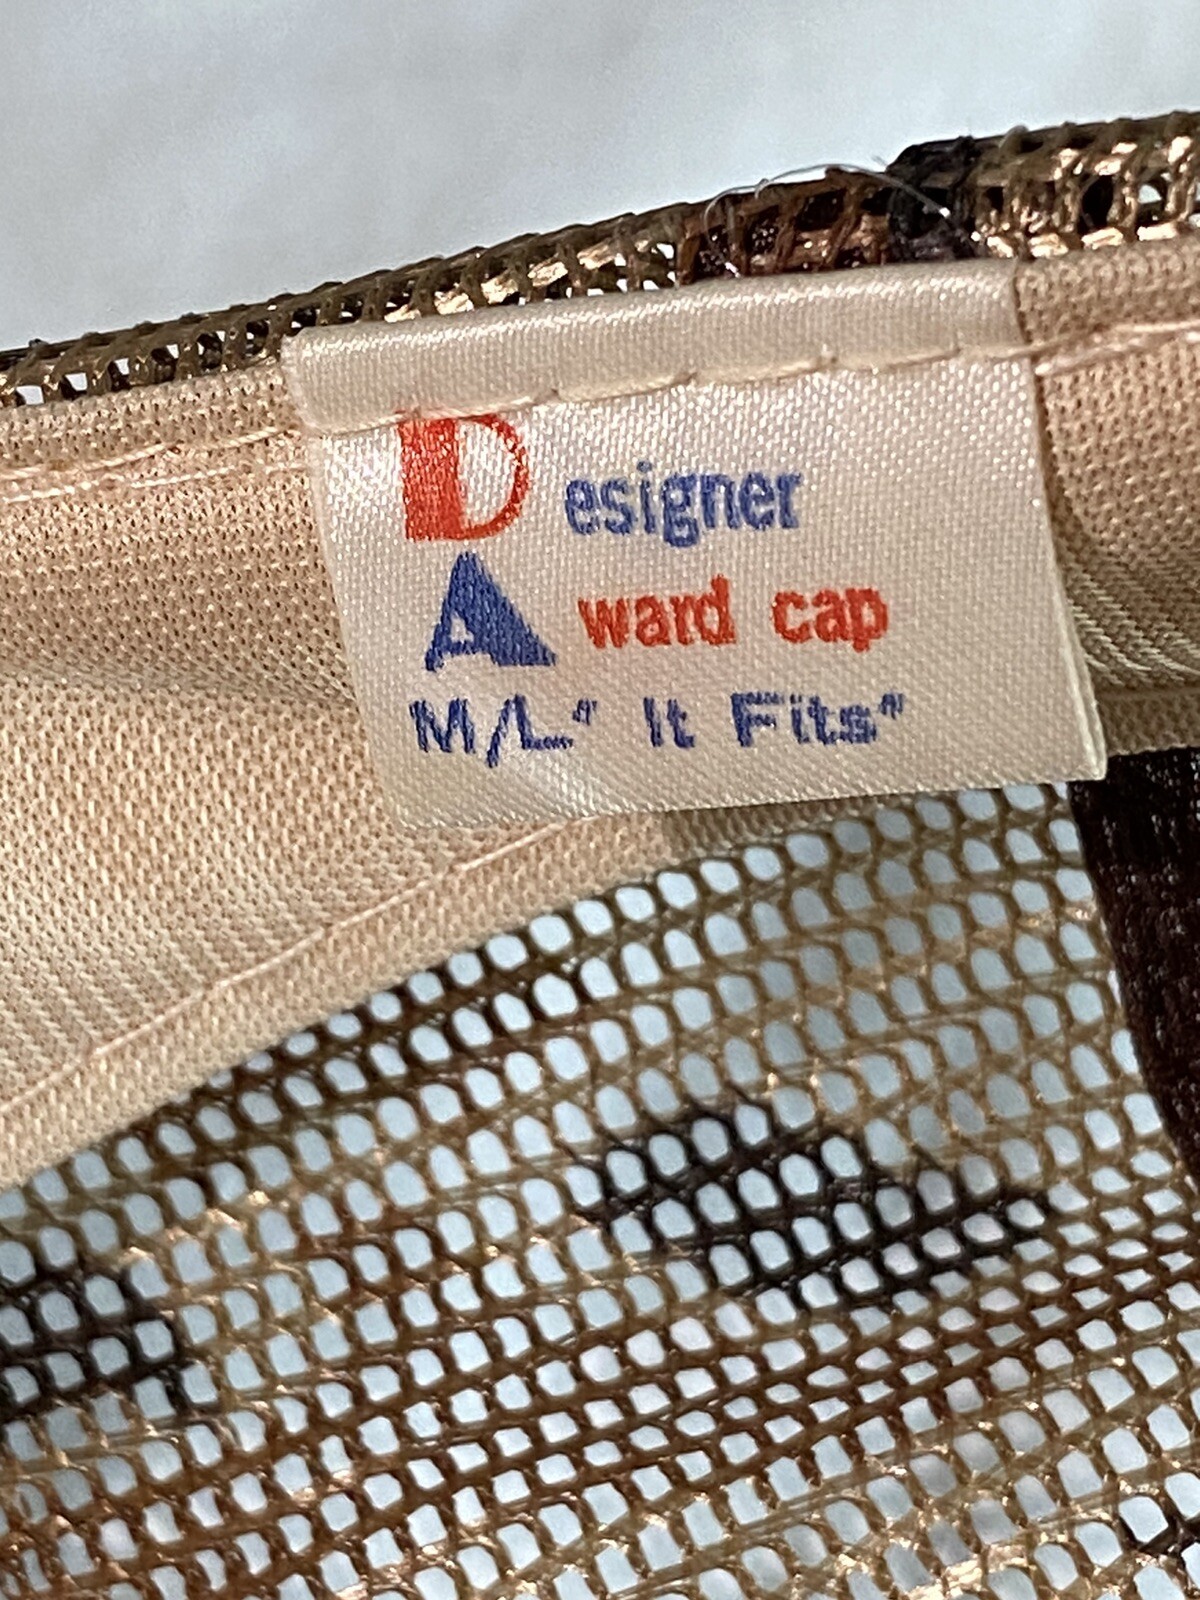 Designer
Award cap
M/L." It Fits"